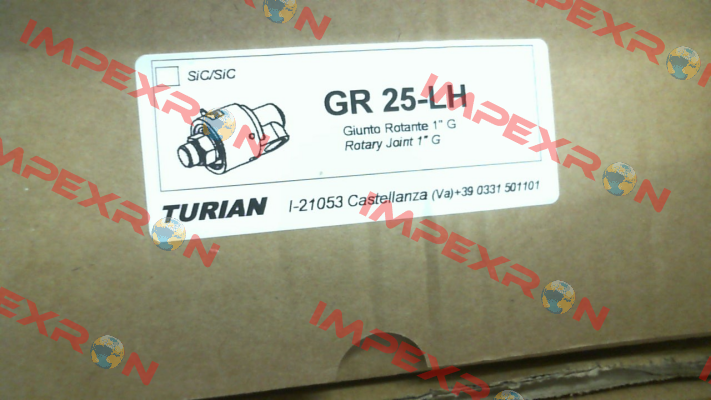 SiC/SiC
GR 25-LH
Giunto Rotante 1" G
Rotary Joint 1" G
TURIAN I-21053 Castellanza (Va)+39 0331 501101
IMPEXRON
IMPEXRON
IMPEXRON
IMPEXRON
IMPEXRON
IMPEXRON
IMPEXRON